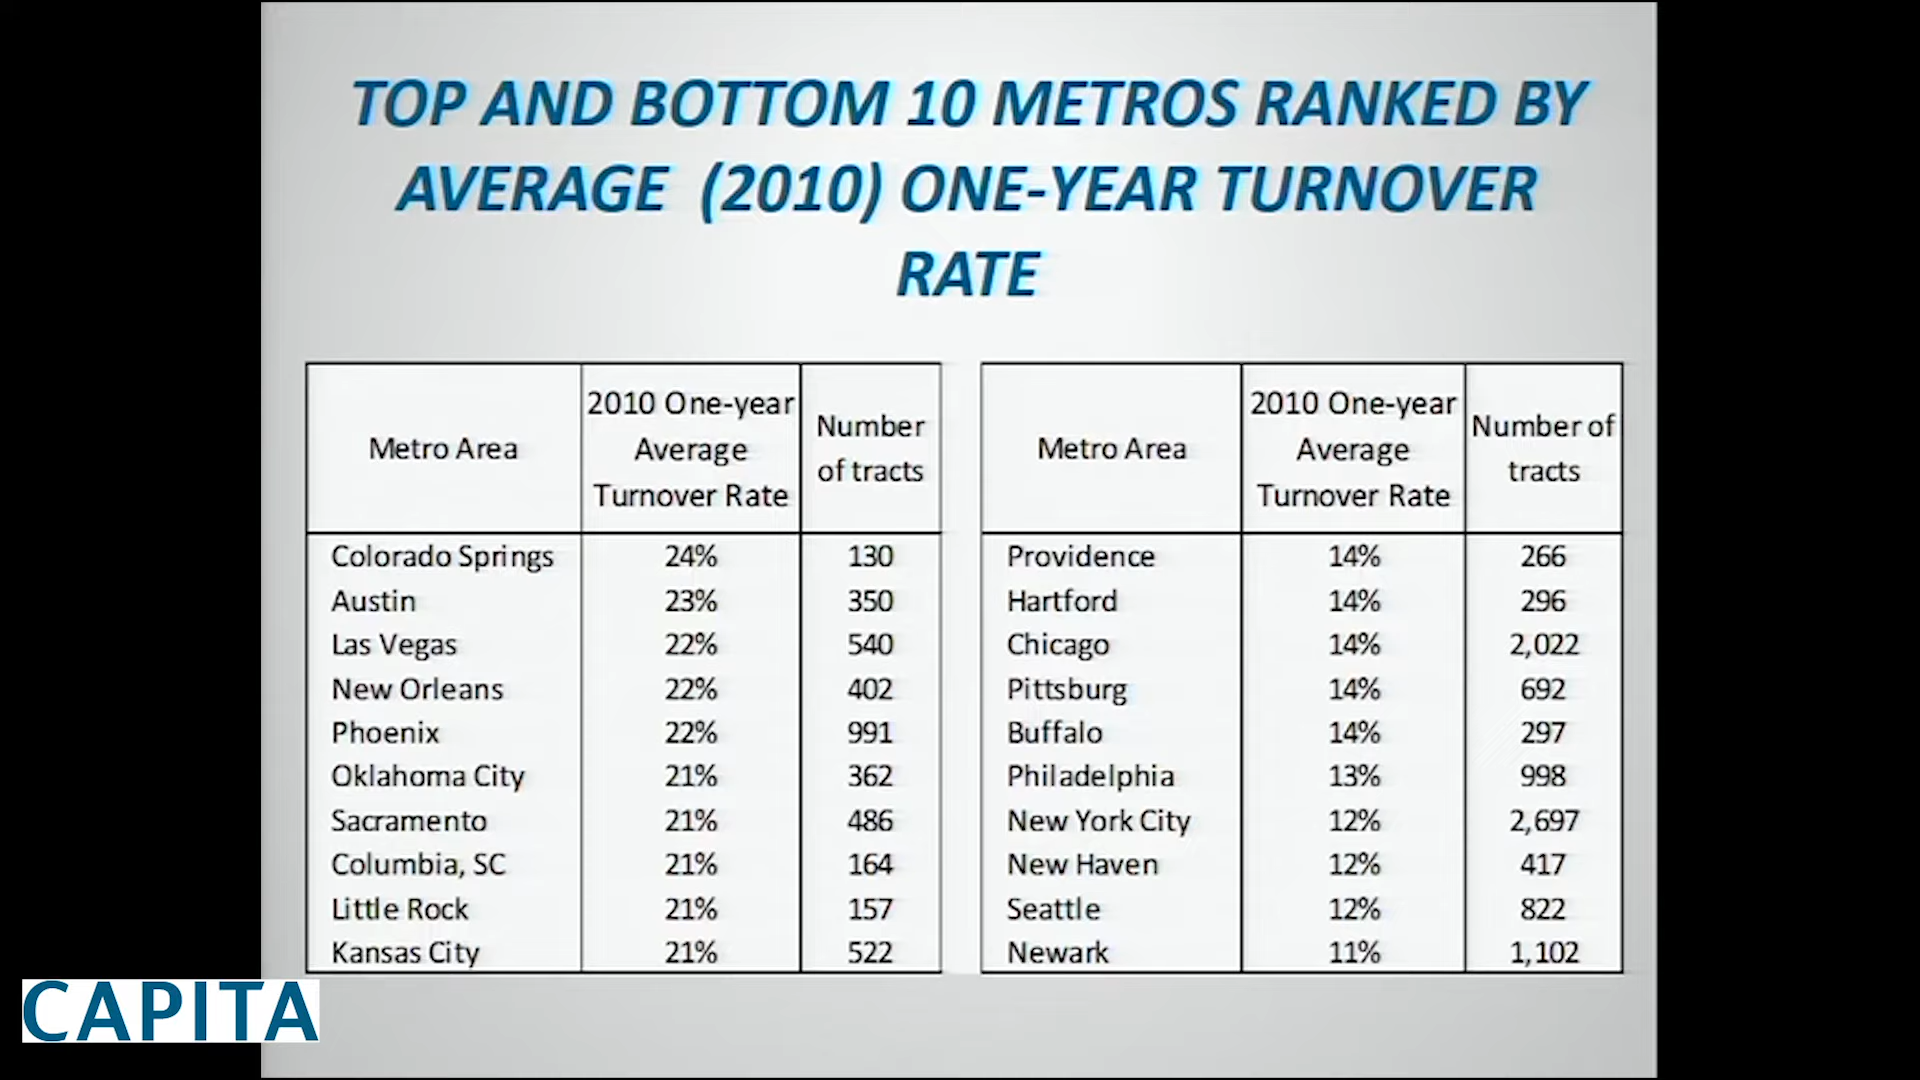 TOP AND BOTTOM 10 METROS RANKED BY
AVERAGE (2010) ONE-YEAR TURNOVER
RATE
Metro Area 2010 One-year Average Turnover Rate Number of tracts
Colorado Springs 24% 130
Austin 23% 350
Las Vegas 22% 540
New Orleans 22% 402
Phoenix 22% 991
Oklahoma City 21% 362
Sacramento 21% 486
Columbia, SC 21% 164
Little Rock 21% 157
Kansas City 21% 522
Metro Area 2010 One-year Average Turnover Rate Number of tracts
Providence 14% 266
Hartford 14% 296
Chicago 14% 2,022
Pittsburg 14% 692
Buffalo 14% 297
Philadelphia 13% 998
New York City 12% 2,697
New Haven 12% 417
Seattle 12% 822
Newark 11% 1,102
CAPITA